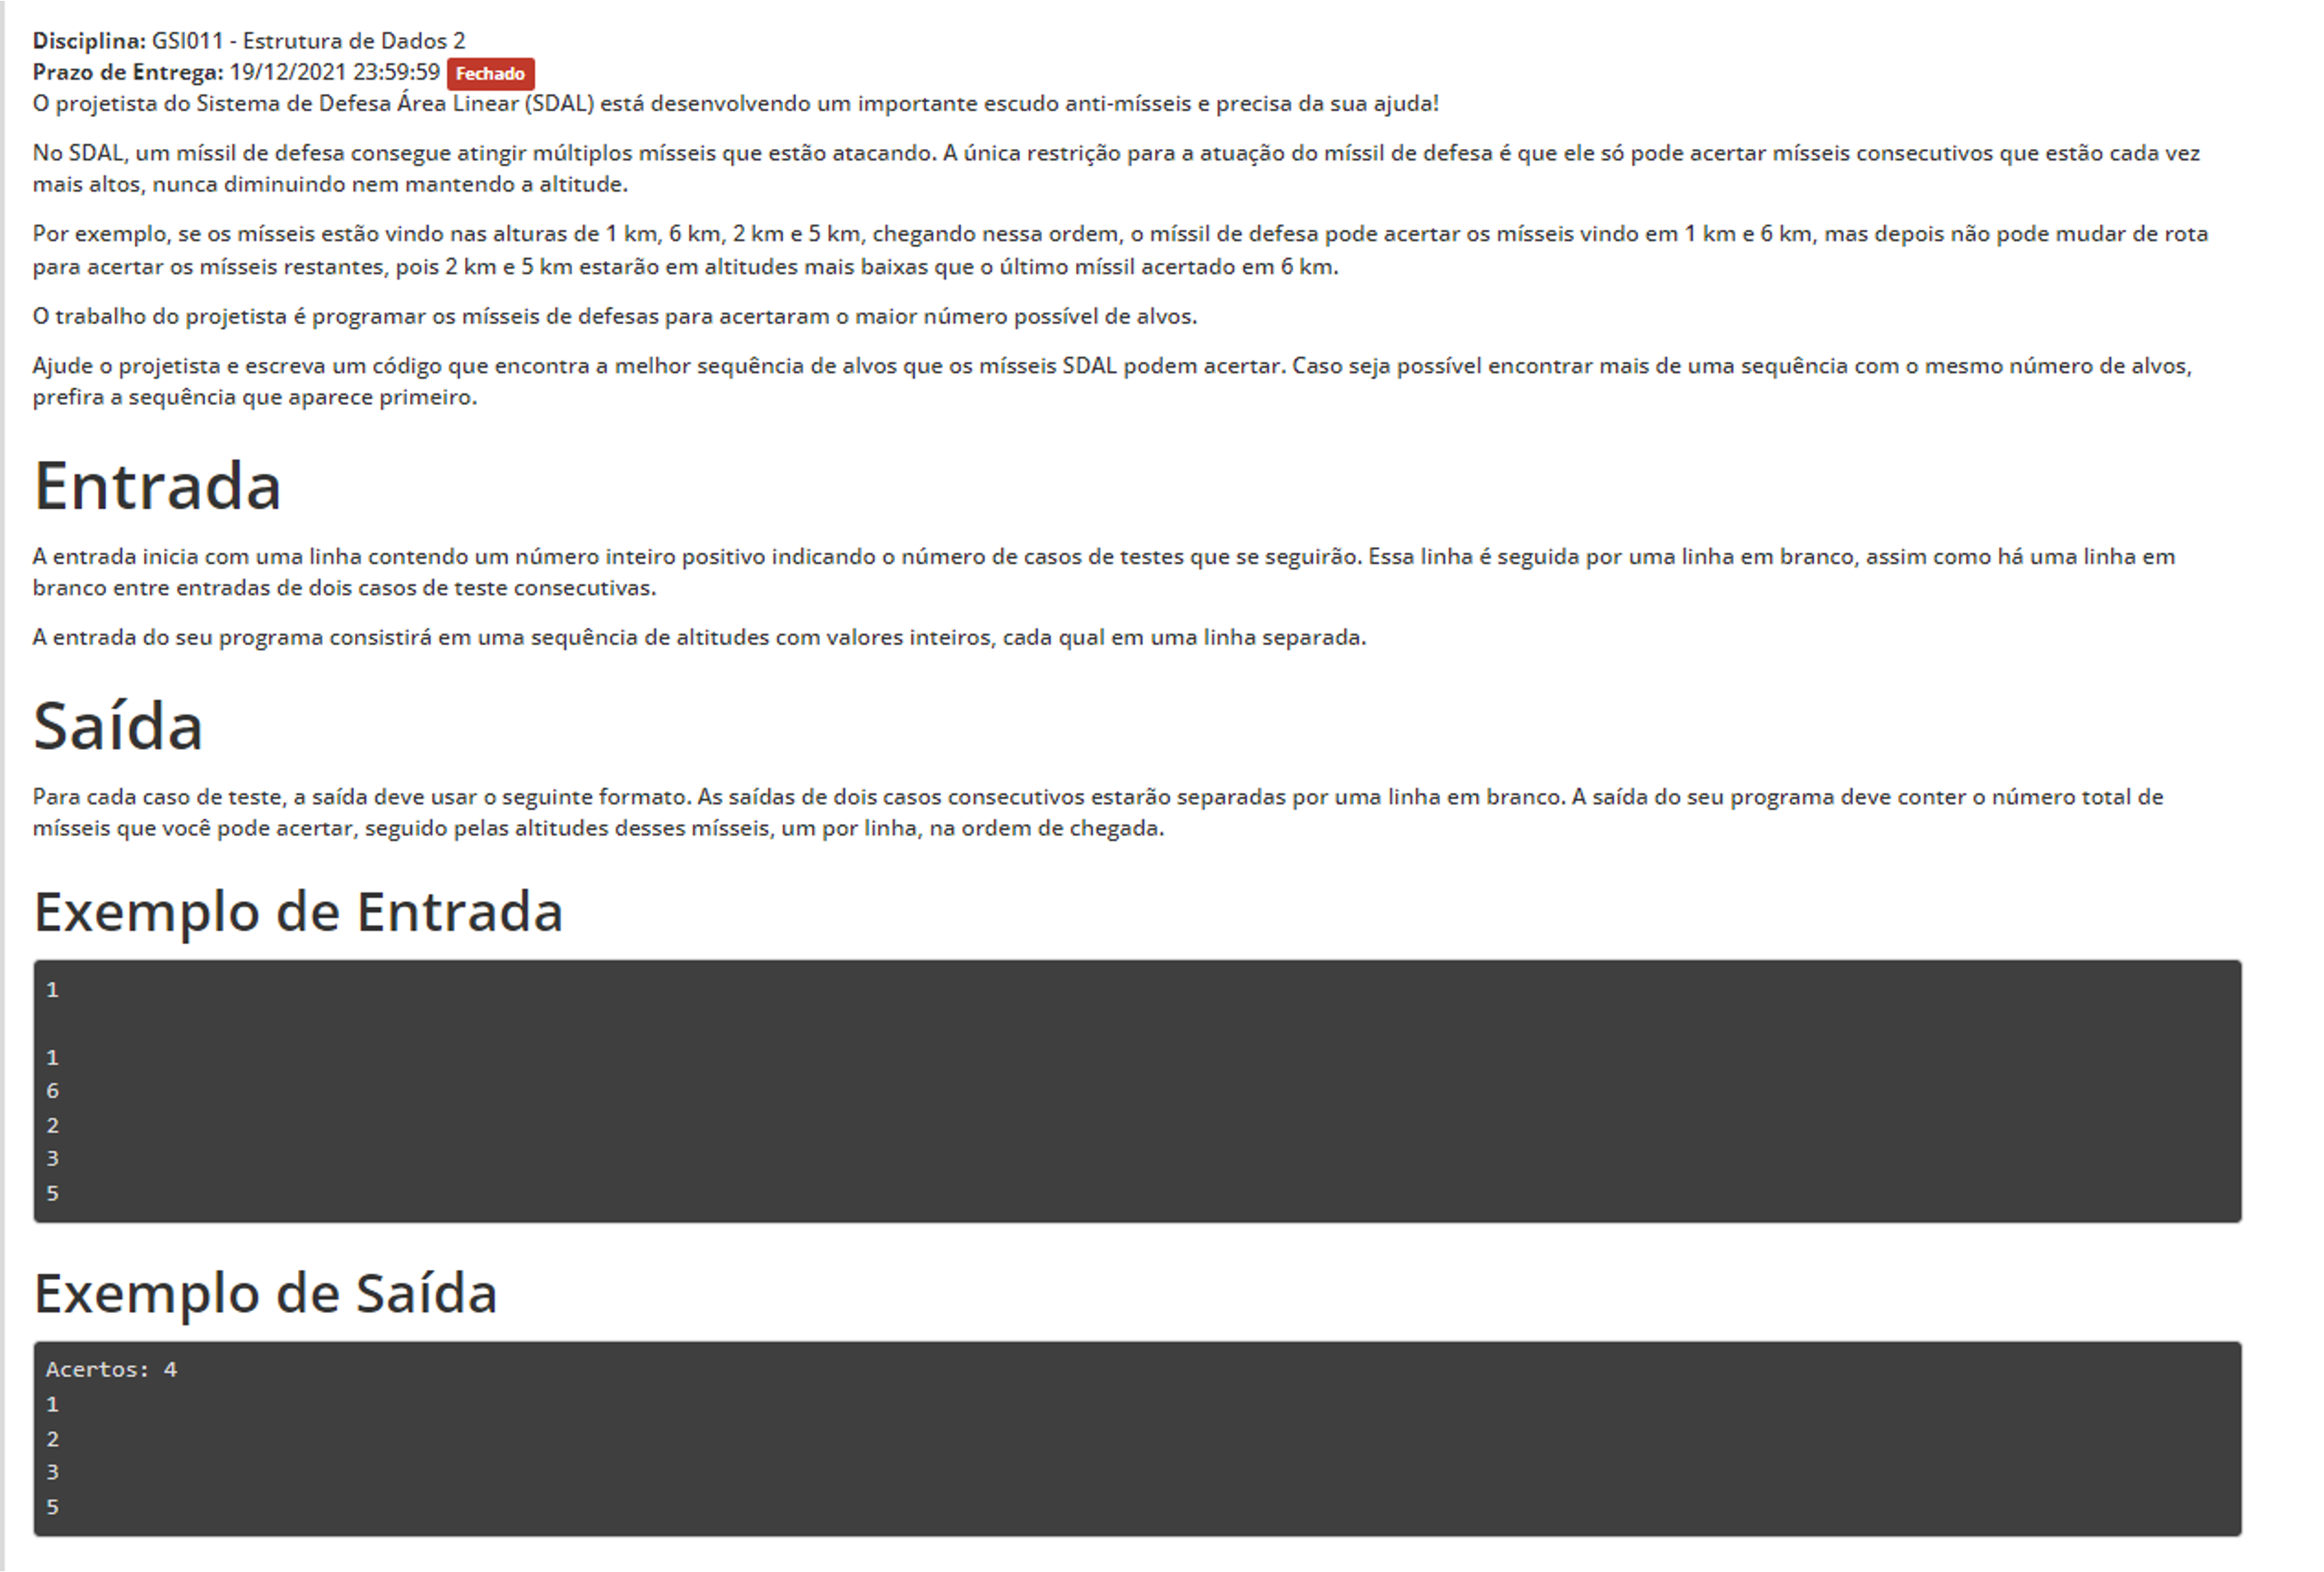 Disciplina: GSI011 - Estrutura de Dados 2
Prazo de Entrega: 19/12/2021 23:59:59 Fechado
O projetista do Sistema de Defesa Área Linear (SDAL) está desenvolvendo um importante escudo anti-mísseis e precisa da sua ajuda!
No SDAL, um míssil de defesa consegue atingir múltiplos mísseis que estão atacando. A única restrição para a atuação do míssil de defesa é que ele só pode acertar mísseis consecutivos que estão cada vez
mais altos, nunca diminuindo nem mantendo a altitude.
Por exemplo, se os mísseis estão vindo nas alturas de 1 km, 6 km, 2 km e 5 km, chegando nessa ordem, o míssil de defesa pode acertar os mísseis vindo em 1 km e 6 km, mas depois não pode mudar de rota
para acertar os mísseis restantes, pois 2 km e 5 km estarão em altitudes mais baixas que o último míssil acertado em 6 km.
O trabalho do projetista é programar os mísseis de defesas para acertaram o maior número possível de alvos.
Ajude o projetista e escreva um código que encontra a melhor sequência de alvos que os mísseis SDAL podem acertar. Caso seja possível encontrar mais de uma sequência com o mesmo número de alvos,
prefira a sequência que aparece primeiro.
Entrada
A entrada inicia com uma linha contendo um número inteiro positivo indicando o número de casos de testes que se seguirão. Essa linha é seguida por uma linha em branco, assim como há uma linha em
branco entre entradas de dois casos de teste consecutivas.
A entrada do seu programa consistirá em uma sequência de altitudes com valores inteiros, cada qual em uma linha separada.
Saída
Para cada caso de teste, a saída deve usar o seguinte formato. As saídas de dois casos consecutivos estarão separadas por uma linha em branco. A saída do seu programa deve conter o número total de
mísseis que você pode acertar, seguido pelas altitudes desses mísseis, um por linha, na ordem de chegada.
Exemplo de Entrada
1
1
6
2
3
5
Exemplo de Saída
Acertos: 4
1
2
3
5